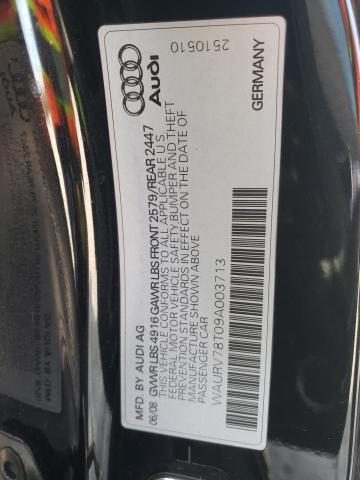 Audi
2510510
GERMANY
MFD. BY AUDI AG
06/08 GVWR LBS 4916 GAWR LBS FRONT 2579/REAR 2447
THIS VEHICLE CONFORMS TO ALL APPLICABLE U S
FEDERAL MOTOR VEHICLE SAFETY BUMPER AND THEFT
PREVENTION STANDARDS IN EFFECT ON THE DATE OF
MANUFACTURE SHOWN ABOVE
PASSENGER CAR
WAURV78T09A003713